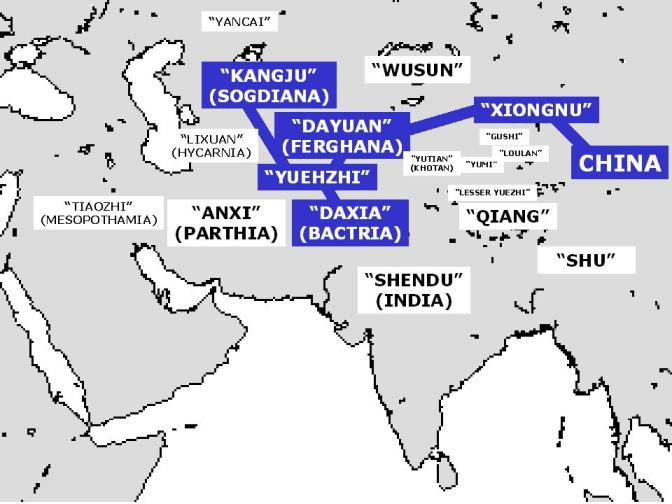 “YANCAI”
“KANGJU”
(SOGDIANA)
“WUSUN”
“DAYUAN”
(FERGHANA)
“XIONGNU”
“LIXUAN”
(HYCARNIA)
“GUSHI”
“LOULAN”
CHINA
“YUTIAN”
(KHOTAN)
“YUMI”
“YUEHZHI”
“LESSER YUEZHI”
“TIAOZHI”
(MESOPOTHAMIA)
“ANXI”
(PARTHIA)
“DAXIA”
(BACTRIA)
“QIANG”
“SHU”
“SHENDU”
(INDIA)